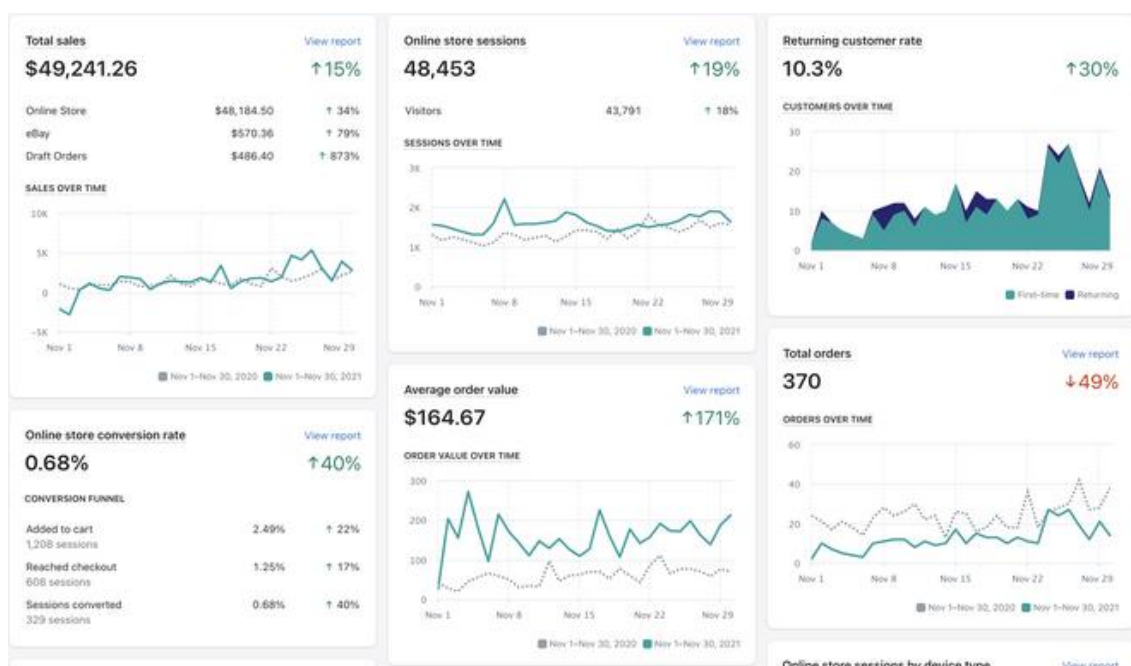 Total sales View report
$49,241.26 ↑15%
Online Store $48,184.50 ↑ 34%
eBay $570.36 ↑ 79%
Draft Orders $486.40 ↑ 873%
SALES OVER TIME
10K
5K
0
-5K
Nov 1 Nov 8 Nov 15 Nov 22 Nov 29
Nov 1–Nov 30, 2020 Nov 1–Nov 30, 2021
Online store conversion rate View report
0.68% ↑40%
CONVERSION FUNNEL
Added to cart 2.49% ↑ 22%
1,208 sessions
Reached checkout 1.25% ↑ 17%
608 sessions
Sessions converted 0.68% ↑ 40%
329 sessions
Online store sessions View report
48,453 ↑19%
Visitors 43,791 ↑ 18%
SESSIONS OVER TIME
3K
2K
1K
0
Nov 1 Nov 8 Nov 15 Nov 22 Nov 29
Nov 1–Nov 30, 2020 Nov 1–Nov 30, 2021
Average order value View report
$164.67 ↑171%
ORDER VALUE OVER TIME
300
200
100
0
Nov 1 Nov 8 Nov 15 Nov 22 Nov 29
Nov 1–Nov 30, 2020 Nov 1–Nov 30, 2021
Returning customer rate
10.3% ↑30%
CUSTOMERS OVER TIME
30
20
10
0
Nov 1 Nov 8 Nov 15 Nov 22 Nov 29
First-time Returning
Total orders View report
370 ↓49%
ORDERS OVER TIME
60
40
20
0
Nov 1 Nov 8 Nov 15 Nov 22 Nov 29
Nov 1–Nov 30, 2020 Nov 1–Nov 30, 2021
Online store sessions by device type View report